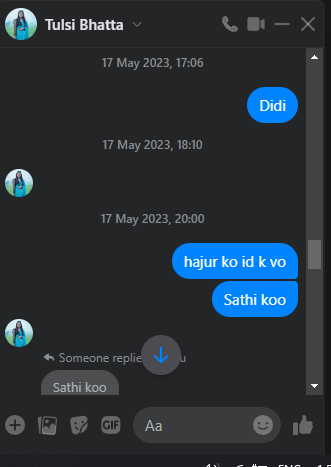 Tulsi Bhatta
17 May 2023, 17:06
Didi
17 May 2023, 18:10
17 May 2023, 20:00
hajur ko id k vo
Sathi koo
Someone replie
u
Sathi koo
GIF
Aa